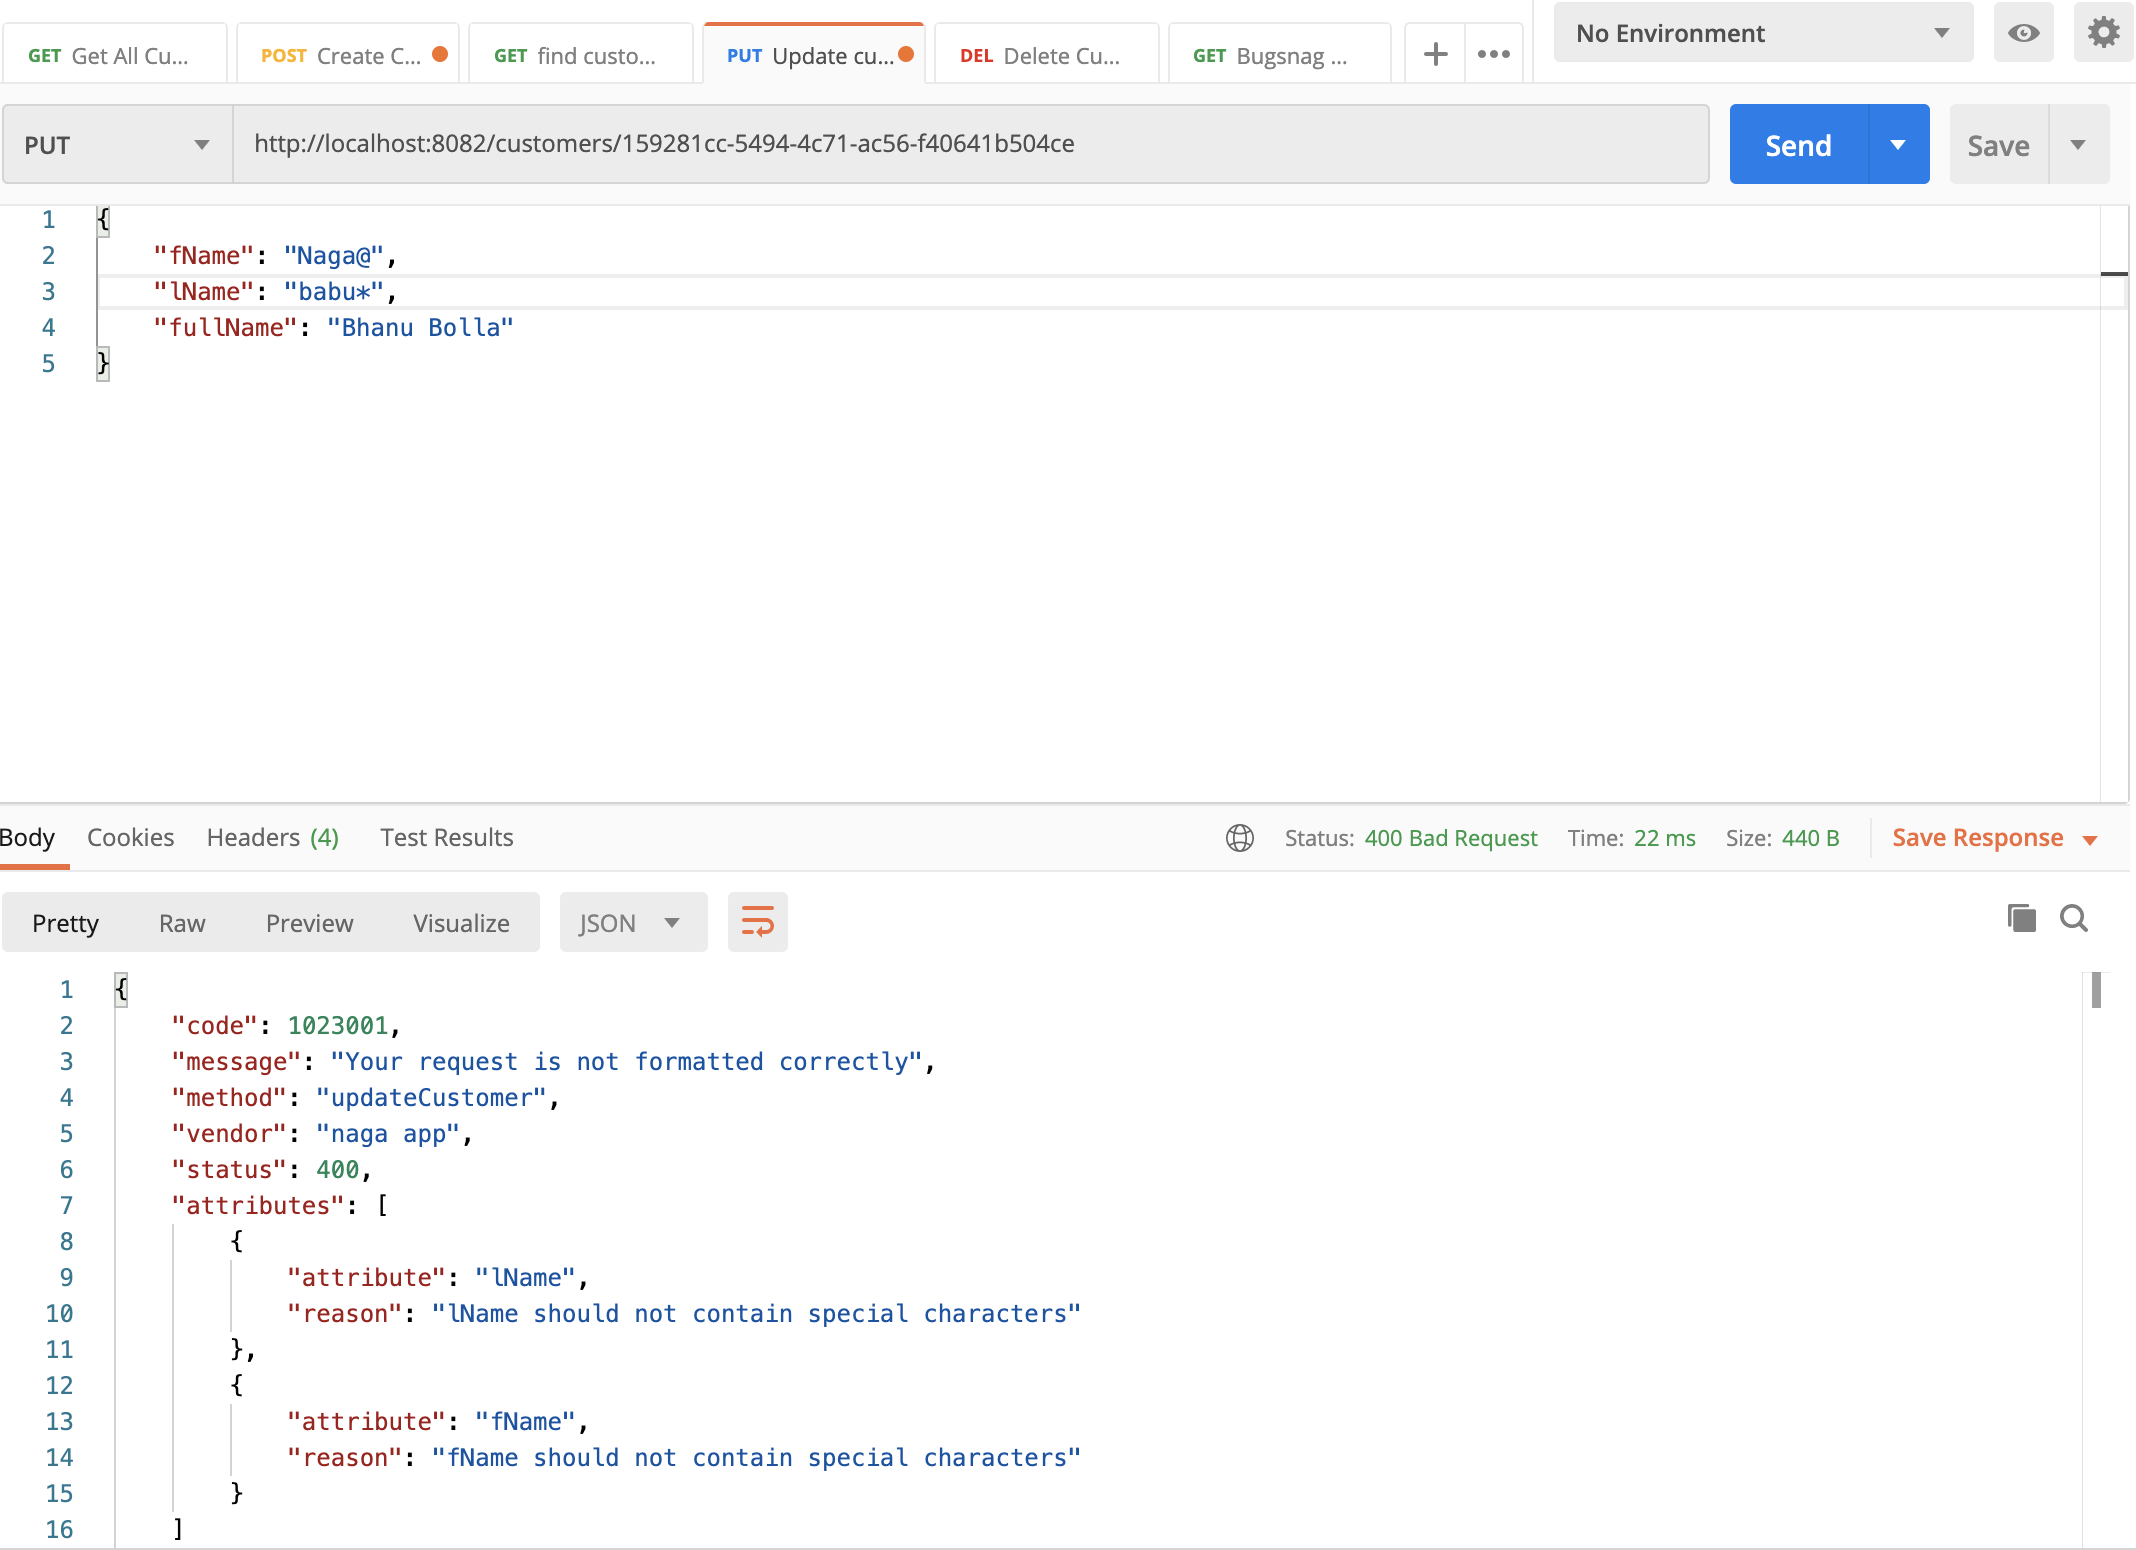 GET Get All Cu... POST Create C... GET find custo... PUT Update cu... DEL Delete Cu... GET Bugsnag ... + ••• No Environment
PUT http://localhost:8082/customers/159281cc-5494-4c71-ac56-f40641b504ce Send Save
1 {
2 "fName": "Naga@",
3 "lName": "babu*",
4 "fullName": "Bhanu Bolla"
5 }
Body Cookies Headers (4) Test Results Status: 400 Bad Request Time: 22 ms Size: 440 B Save Response
Pretty Raw Preview Visualize JSON
1 {
2 "code": 1023001,
3 "message": "Your request is not formatted correctly",
4 "method": "updateCustomer",
5 "vendor": "naga app",
6 "status": 400,
7 "attributes": [
8 {
9 "attribute": "lName",
10 "reason": "lName should not contain special characters"
11 },
12 {
13 "attribute": "fName",
14 "reason": "fName should not contain special characters"
15 }
16 ]